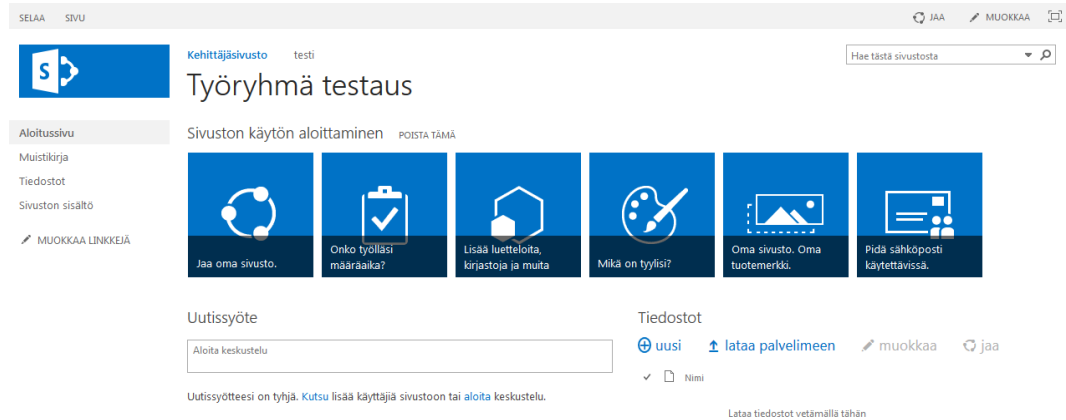 SELAA SIVU JAA MUOKKAA
S
Kehittäjäsivusto testi
Hae tästä sivustosta
Työryhmä testaus
Aloitussivu
Muistikirja
Tiedostot
Sivuston sisältö
MUOKKAA LINKKEJÄ
Sivuston käytön aloittaminen POISTA TÄMÄ
Jaa oma sivusto.
Onko työlläsi
määräaika?
Lisää luetteloita,
kirjastoja ja muita
Mikä on tyylisi?
Oma sivusto. Oma
tuotemerkki.
Pidä sähköposti
käytettävissä.
Uutissyöte
Aloita keskustelu
Uutissyötteesi on tyhjä. Kutsu lisää käyttäjiä sivustoon tai aloita keskustelu.
Tiedostot
uusi lataa palvelimeen muokkaa jaa
Nimi
Lataa tiedostot vetämällä tähän